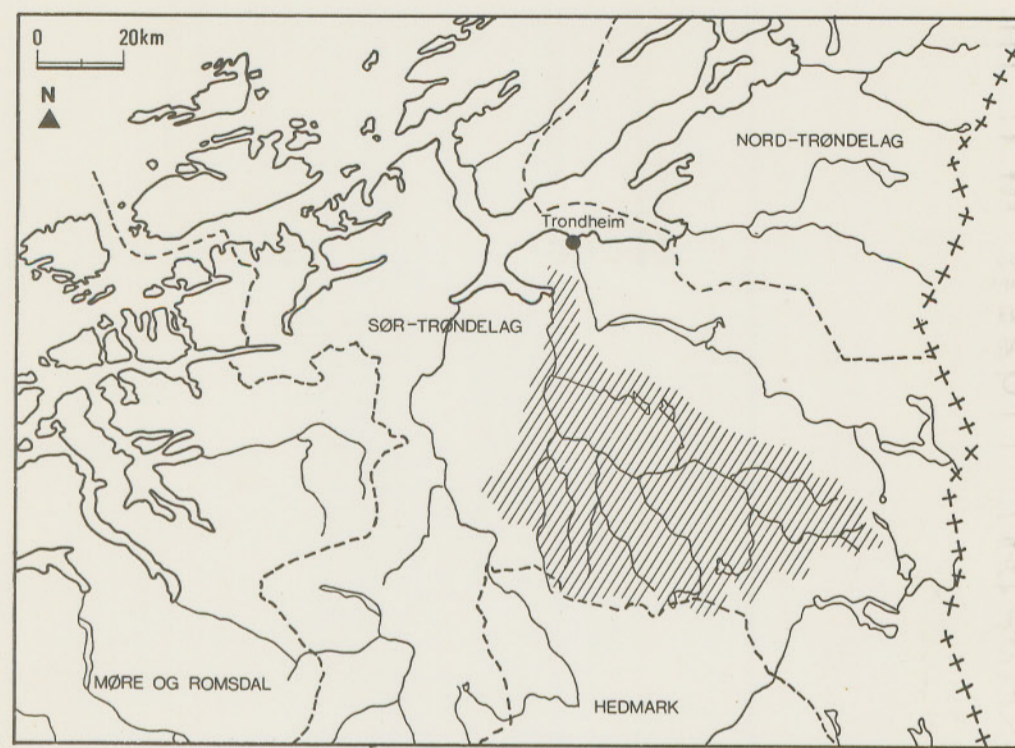 0 20km
N
NORD-TRØNDELAG
Trondheim
SØR-TRØNDELAG
MØRE OG ROMSDAL
HEDMARK